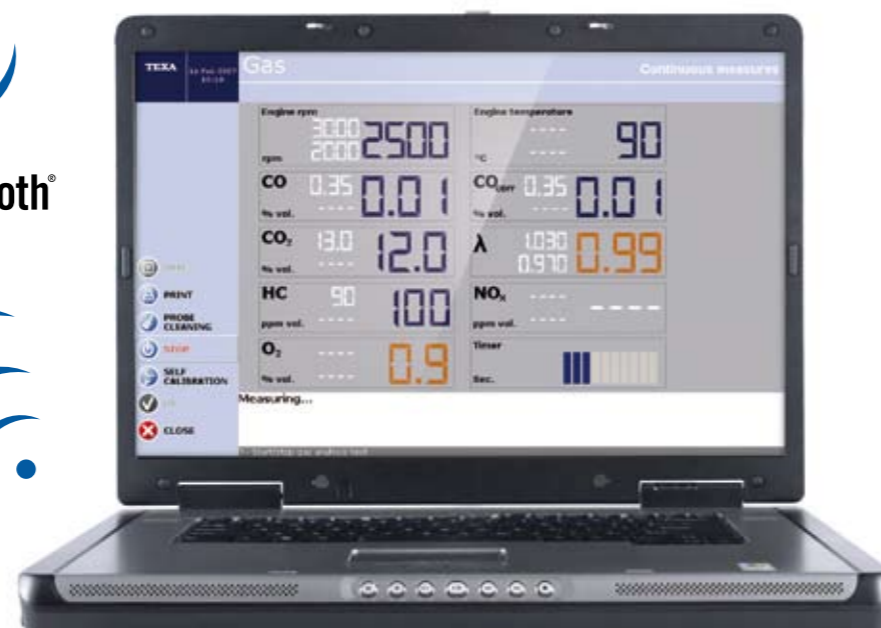 TEXA
Gas
Continuous measures
Engine rpm
3000
2000
2500
rpm
Engine temperature
----
----
90
°C
CO
0.35
----
0.01
% vol.
COcorr
0.35
----
0.01
% vol.
CO₂
13.0
----
12.0
% vol.
λ
1.030
0.970
0.99
HC
90
----
100
ppm vol.
NOx
----
----
----
ppm vol.
O₂
----
----
0.9
% vol.
Timer
Sec.
PRINT
PROBE
CLEANING
STOP
SELF
CALIBRATION
CLOSE
Measuring...
oth®